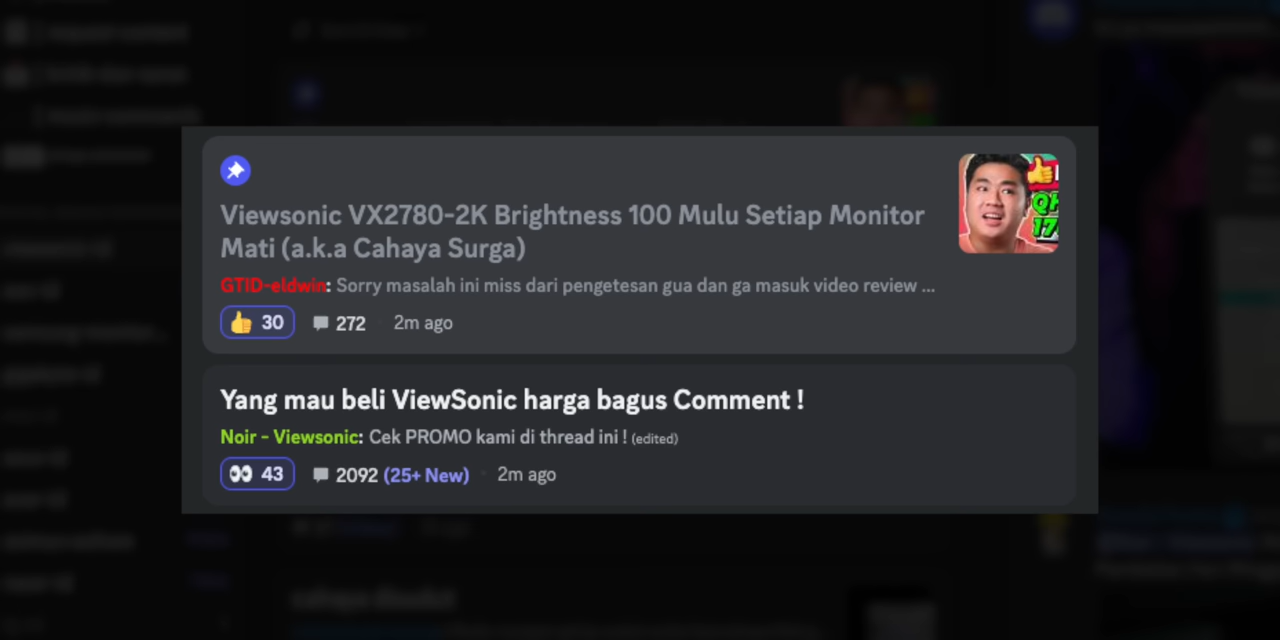 Viewsonic VX2780-2K Brightness 100 Mulu Setiap Monitor
Mati (a.k.a Cahaya Surga)
GTID-eldwin: Sorry masalah ini miss dari pengetesan gua dan ga masuk video review ...
👍 30 272 2m ago
Yang mau beli ViewSonic harga bagus Comment !
Noir - Viewsonic: Cek PROMO kami di thread ini ! (edited)
👀 43 2092 (25+ New) 2m ago